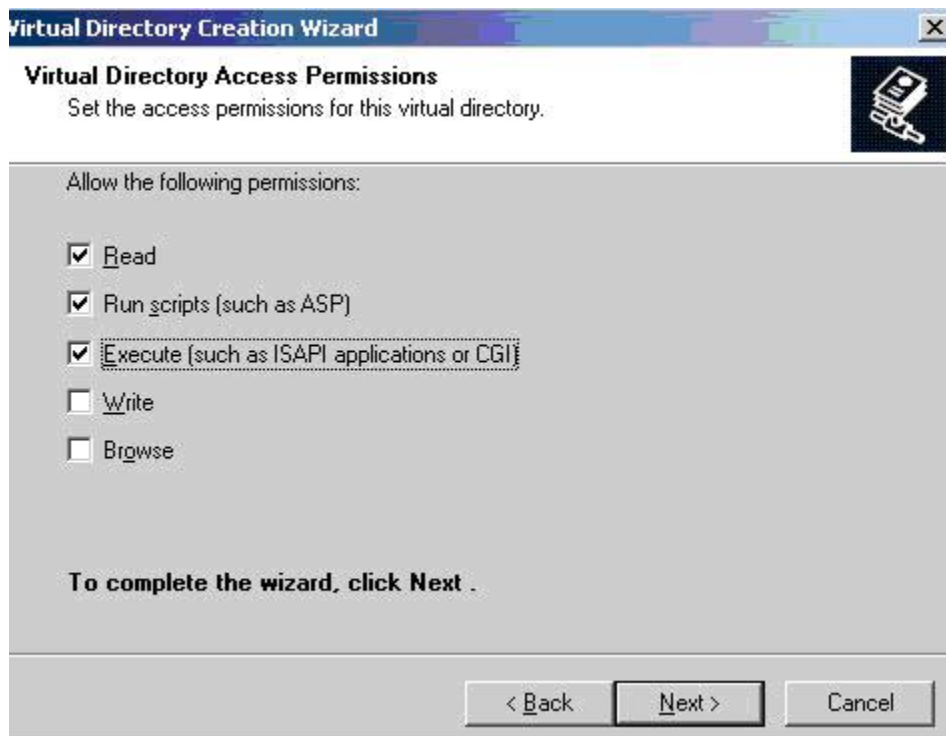 Virtual Directory Creation Wizard
Virtual Directory Access Permissions
Set the access permissions for this virtual directory.
Allow the following permissions:
Read
Run scripts (such as ASP)
Execute (such as ISAPI applications or CGI)
Write
Browse
To complete the wizard, click Next .
< Back Next > Cancel